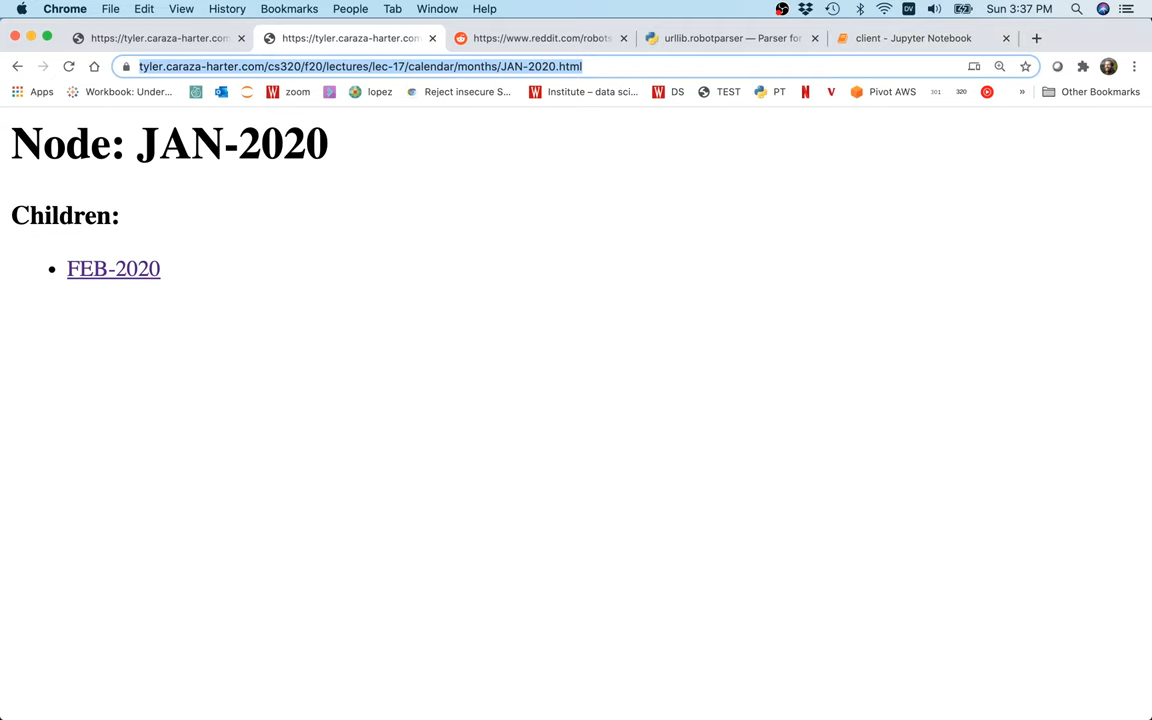 Chrome File Edit View History Bookmarks People Tab Window Help DV Sun 3:37 PM
https://tyler.caraza-harter.com https://tyler.caraza-harter.com https://www.reddit.com/robots urllib.robotparser — Parser for client - Jupyter Notebook
tyler.caraza-harter.com/cs320/f20/lectures/lec-17/calendar/months/JAN-2020.html
Apps Workbook: Under... zoom lopez Reject insecure S... Institute – data sci... DS TEST PT Pivot AWS 301 320 » Other Bookmarks
Node: JAN-2020
Children:
• FEB-2020